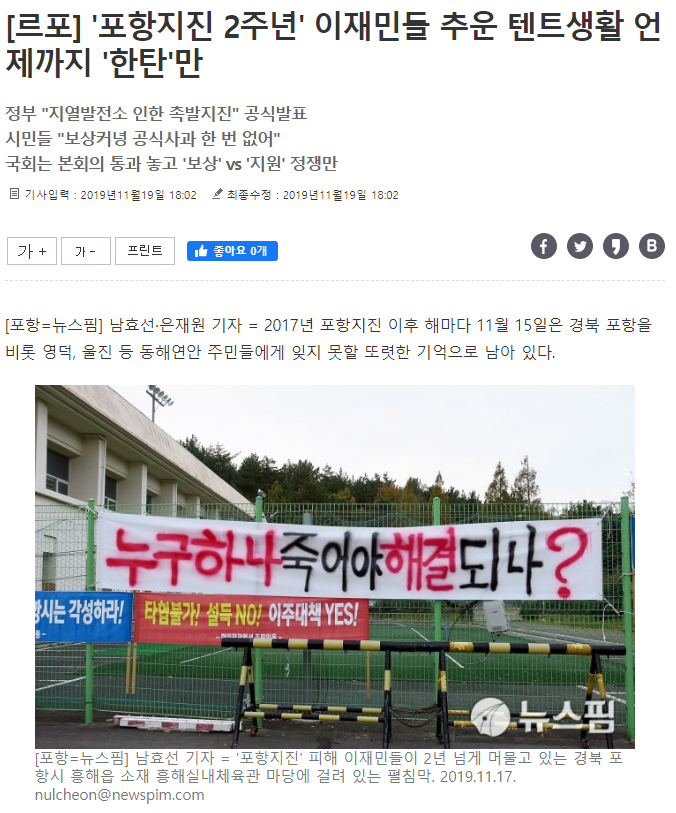 [르포] '포항지진 2주년' 이재민들 추운 텐트생활 언
제까지 '한탄'만
정부 "지열발전소 인한 촉발지진" 공식발표
시민들 "보상커녕 공식사과 한 번 없어"
국회는 본회의 통과 놓고 '보상' vs '지원' 정쟁만
기사입력 : 2019년11월19일 18:02 최종수정 : 2019년11월19일 18:02
가 + 가 - 프린트 좋아요 0개
f B
[포항=뉴스핌] 남효선·은재원 기자 = 2017년 포항지진 이후 해마다 11월 15일은 경북 포항을
비롯 영덕, 울진 등 동해연안 주민들에게 잊지 못할 또렷한 기억으로 남아 있다.
누구하나 죽어야 해결되나?
항시는 각성하라!
타협불가! 설득 NO! 이주대책 YES!
뉴스핌
[포항=뉴스핌] 남효선 기자 = '포항지진' 피해 이재민들이 2년 넘게 머물고 있는 경북 포
항시 흥해읍 소재 흥해실내체육관 마당에 걸려 있는 펼침막. 2019.11.17.
nulcheon@newspim.com